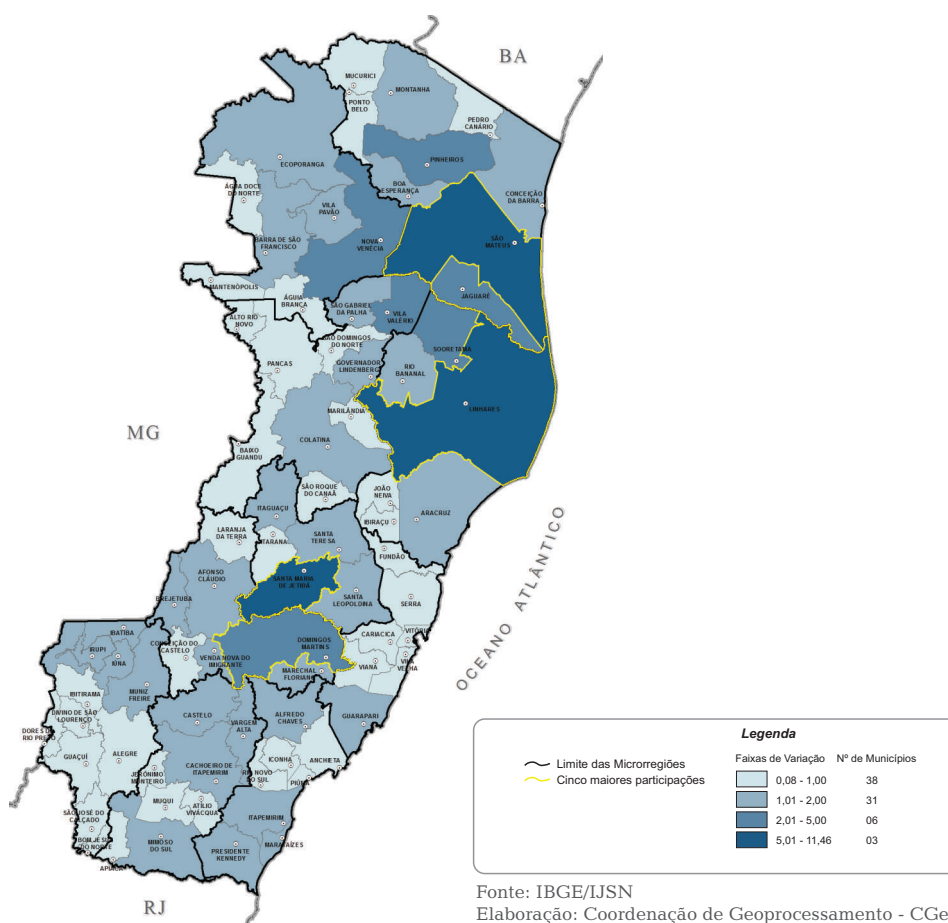 BA
MUCURICI
MONTANHA
PONTO
BELO
PEDRO
CANÁRIO
ECOPORANGA
PINHEIROS
ÁGUA DOCE
DO NORTE
BOA
ESPERANÇA
CONCEIÇÃO
DA BARRA
VILA
PAVÃO
BARRA DE SÃO
FRANCISCO
NOVA
VENÉCIA
SÃO
MATEUS
MANTENÓPOLIS
ÁGUIA
BRANCA
JAGUARÉ
SÃO GABRIEL
DA PALHA
VILA
VALÉRIO
ALTO RIO
NOVO
SÃO DOMINGOS
DO NORTE
SOORETAMA
PANCAS
GOVERNADOR
LINDENBERG
RIO
BANANAL
LINHARES
MARILÂNDIA
MG
COLATINA
BAIXO
GUANDU
SÃO ROQUE
DO CANAÃ
JOÃO
NEIVA
ITAGUAÇU
ARACRUZ
IBIRAÇU
LARANJA
DA TERRA
ITARANA
SANTA
TERESA
FUNDÃO
AFONSO
CLÁUDIO
SANTA MARIA
DE JETIBÁ
SANTA
LEOPOLDINA
SERRA
BREJETUBA
OCEANO ATLÂNTICO
IBATIBA
CARIACICA
VITÓRIA
IRUPI
IÚNA
CONCEIÇÃO DO
CASTELO
VENDA NOVA DO
IMIGRANTE
DOMINGOS
MARTINS
VIANA
VILA
VELHA
MARECHAL
FLORIANO
MUNIZ
FREIRE
IBITIRAMA
DIVINO DE SÃO
LOURENÇO
CASTELO
VARGEM
ALTA
ALFREDO
CHAVES
GUARAPARI
DORES DO
RIO PRETO
GUAÇUÍ
ALEGRE
ICONHA
ANCHIETA
JERÔNIMO
MONTEIRO
CACHOEIRO DE
ITAPEMIRIM
RIO NOVO
DO SUL
PIÚMA
MUQUI
ATÍLIO
VIVÁCQUA
SÃO JOSÉ DO
CALÇADO
ITAPEMIRIM
BOM JESUS
DO NORTE
MIMOSO
DO SUL
MARATAÍZES
PRESIDENTE
KENNEDY
APIACÁ
RJ
Legenda
Limite das Microrregiões
Cinco maiores participações
Faixas de Variação Nº de Municípios
0,08 - 1,00 38
1,01 - 2,00 31
2,01 - 5,00 06
5,01 - 11,46 03
Fonte: IBGE/IJSN
Elaboração: Coordenação de Geoprocessamento - CGe